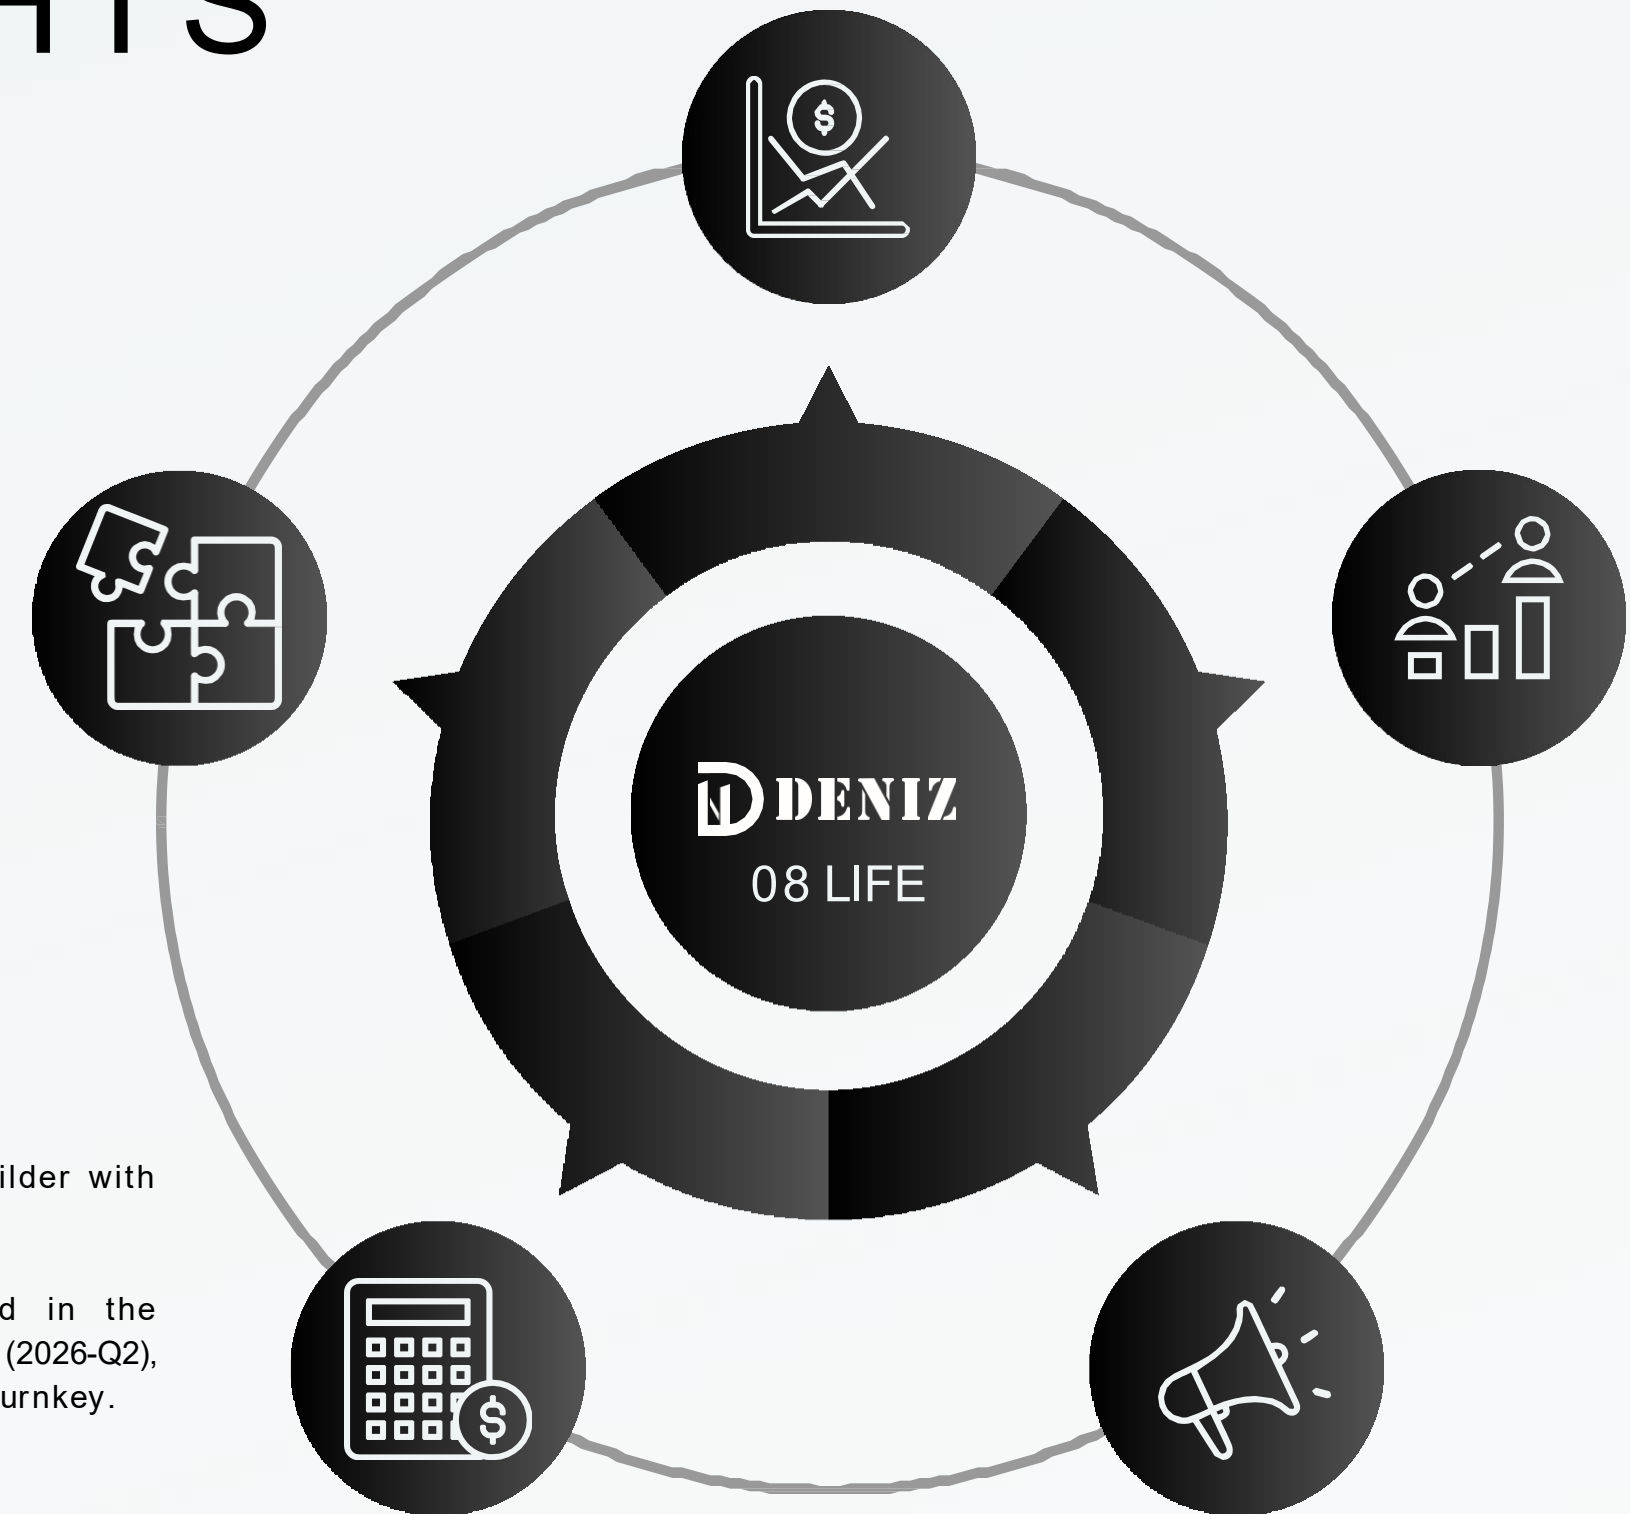 HTS
DENIZ
08 LIFE
ilder with
d in the
(2026-Q2),
urnkey.